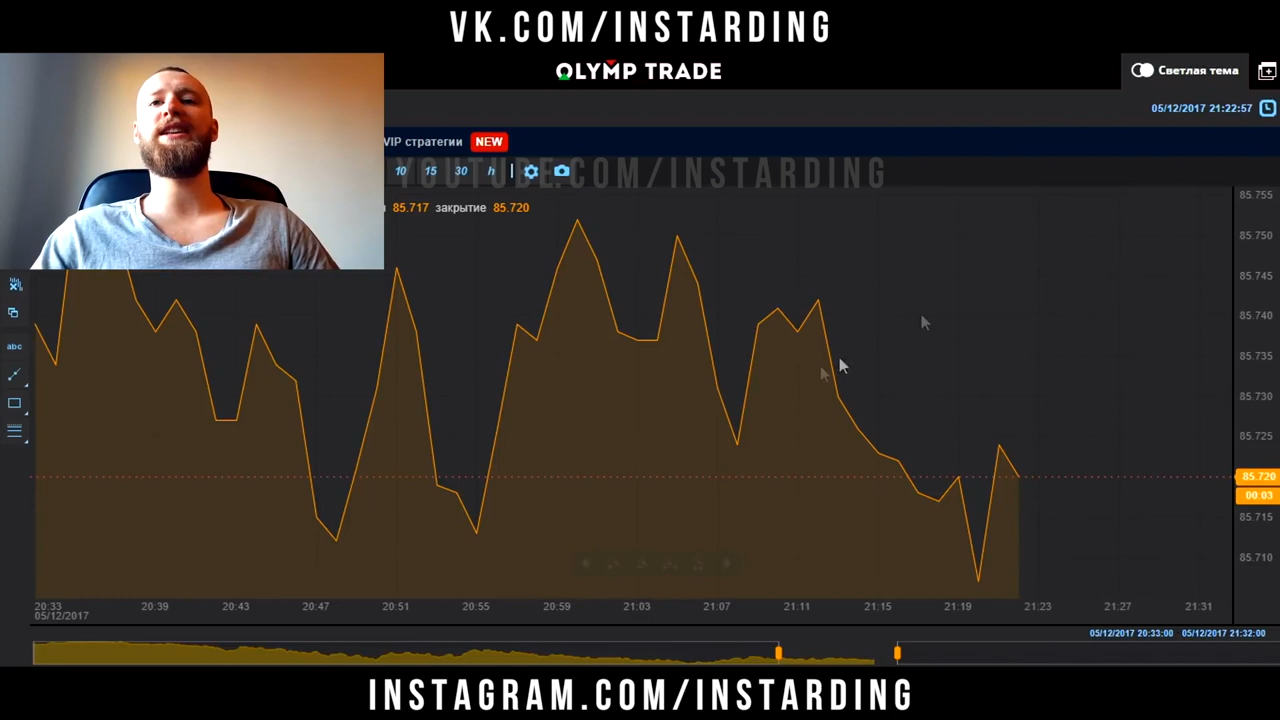 VK.COM/INSTARDING
OLYMP TRADE
Светлая тема
05/12/2017 21:22:57
VIP стратегии NEW
YOUTUBE.COM/INSTARDING
10 15 30 h
85.717 закрытие 85.720
abc
85.755
85.750
85.745
85.740
85.735
85.730
85.725
85.720
00.03
85.715
85.710
20:33 20:39 20:43 20:47 20:51 20:55 20:59 21:03 21:07 21:11 21:15 21:19 21:23 21:27 21:31
05/12/2017
05/12/2017 20:33:00 05/12/2017 21:32:00
INSTAGRAM.COM/INSTARDING